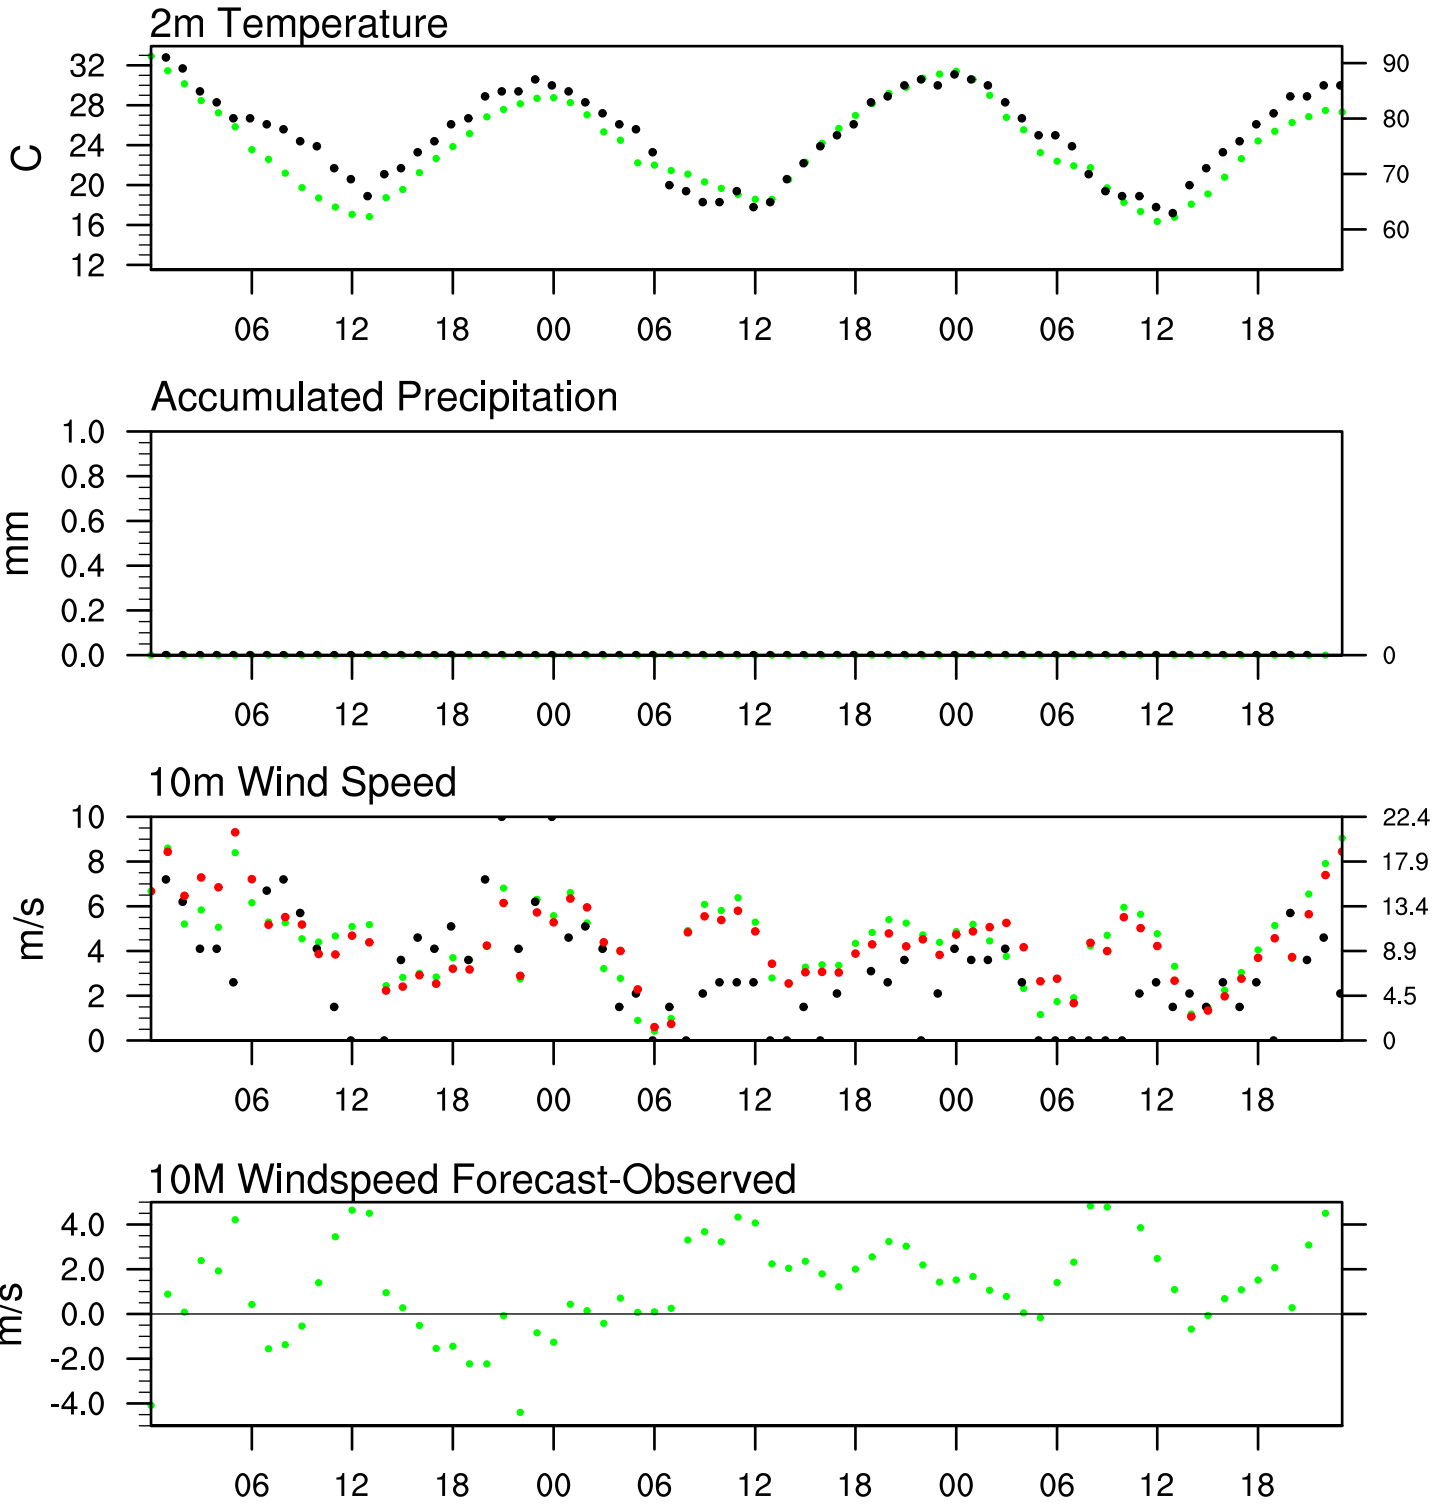 2m Temperature
32
28
24
20
16
12
C
90
80
70
60
06 12 18 00 06 12 18 00 06 12 18
Accumulated Precipitation
1.0
0.8
0.6
0.4
0.2
0.0
mm
0
06 12 18 00 06 12 18 00 06 12 18
10m Wind Speed
10
8
6
4
2
0
m/s
22.4
17.9
13.4
8.9
4.5
0
06 12 18 00 06 12 18 00 06 12 18
10M Windspeed Forecast-Observed
4.0
2.0
0.0
-2.0
-4.0
m/s
06 12 18 00 06 12 18 00 06 12 18